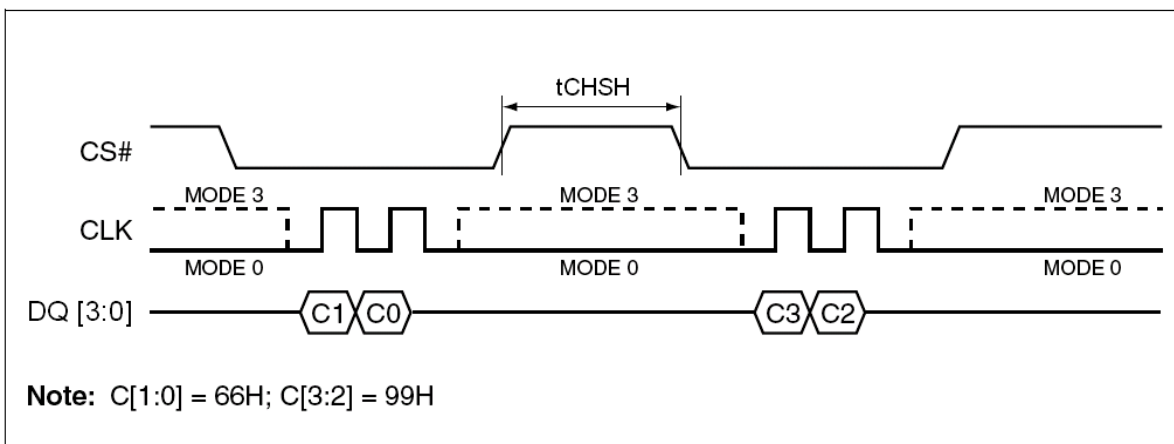 tCHSH
CS#
MODE 3 MODE 3 MODE 3
CLK
MODE 0 MODE 0 MODE 0
DQ [3:0] C1 C0 C3 C2
Note: C[1:0] = 66H; C[3:2] = 99H